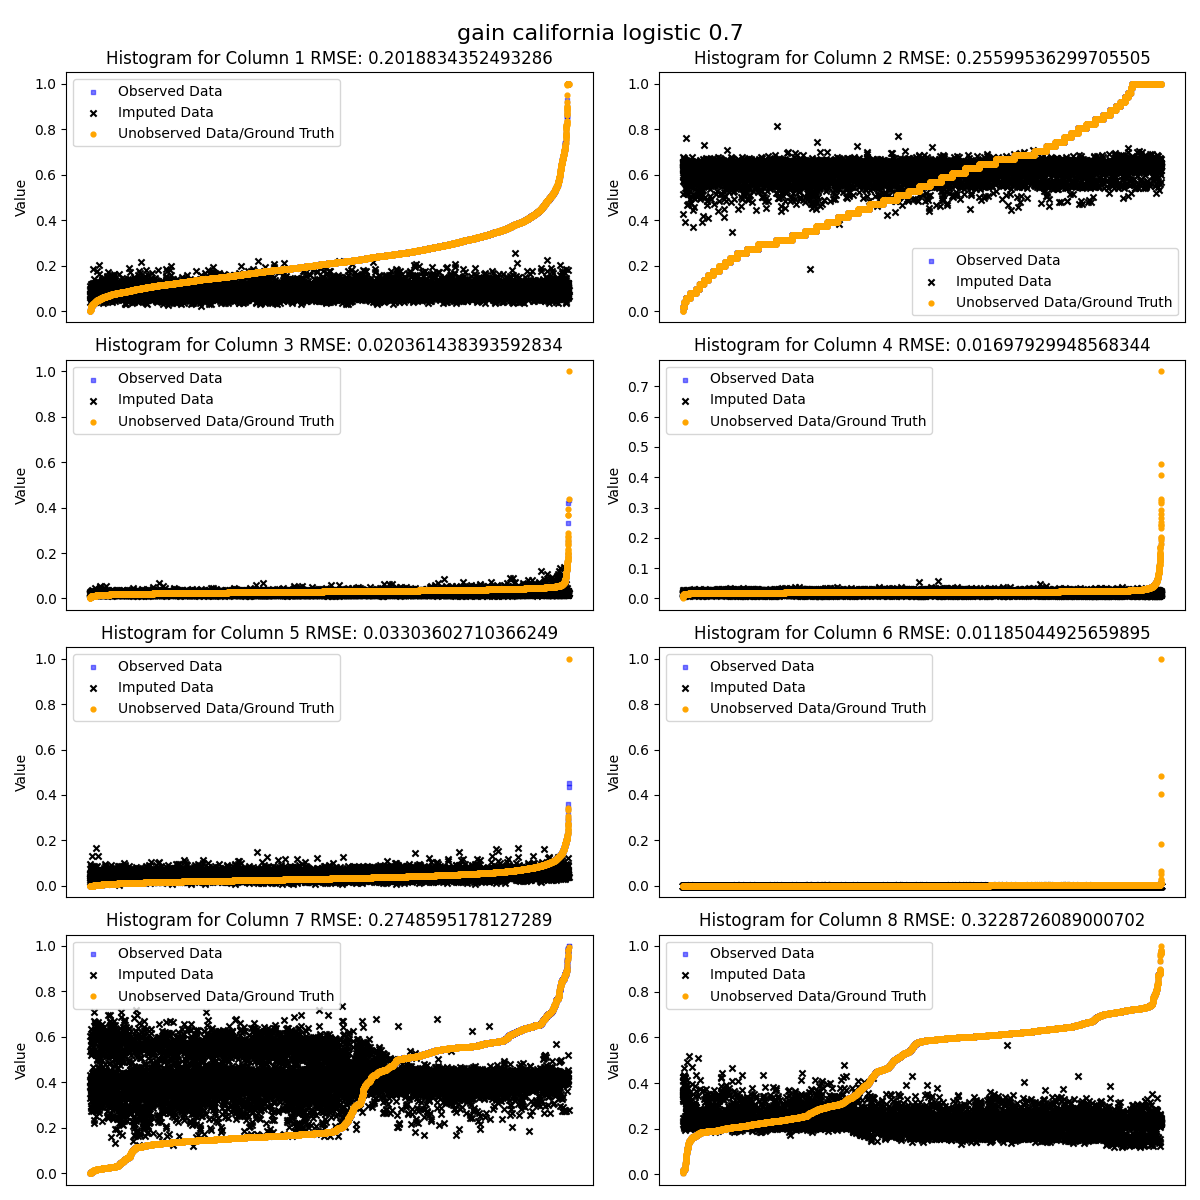 gain california logistic 0.7
Histogram for Column 1 RMSE: 0.2018834352493286
Value
1.0
0.8
0.6
0.4
0.2
0.0
Observed Data
Imputed Data
Unobserved Data/Ground Truth
Histogram for Column 2 RMSE: 0.25599536299705505
Value
1.0
0.8
0.6
0.4
0.2
0.0
Observed Data
Imputed Data
Unobserved Data/Ground Truth
Histogram for Column 3 RMSE: 0.020361438393592834
Value
1.0
0.8
0.6
0.4
0.2
0.0
Observed Data
Imputed Data
Unobserved Data/Ground Truth
Histogram for Column 4 RMSE: 0.01697929948568344
Value
0.7
0.6
0.5
0.4
0.3
0.2
0.1
0.0
Observed Data
Imputed Data
Unobserved Data/Ground Truth
Histogram for Column 5 RMSE: 0.03303602710366249
Value
1.0
0.8
0.6
0.4
0.2
0.0
Observed Data
Imputed Data
Unobserved Data/Ground Truth
Histogram for Column 6 RMSE: 0.01185044925659895
Value
1.0
0.8
0.6
0.4
0.2
0.0
Observed Data
Imputed Data
Unobserved Data/Ground Truth
Histogram for Column 7 RMSE: 0.2748595178127289
Value
1.0
0.8
0.6
0.4
0.2
0.0
Observed Data
Imputed Data
Unobserved Data/Ground Truth
Histogram for Column 8 RMSE: 0.3228726089000702
Value
1.0
0.8
0.6
0.4
0.2
0.0
Observed Data
Imputed Data
Unobserved Data/Ground Truth